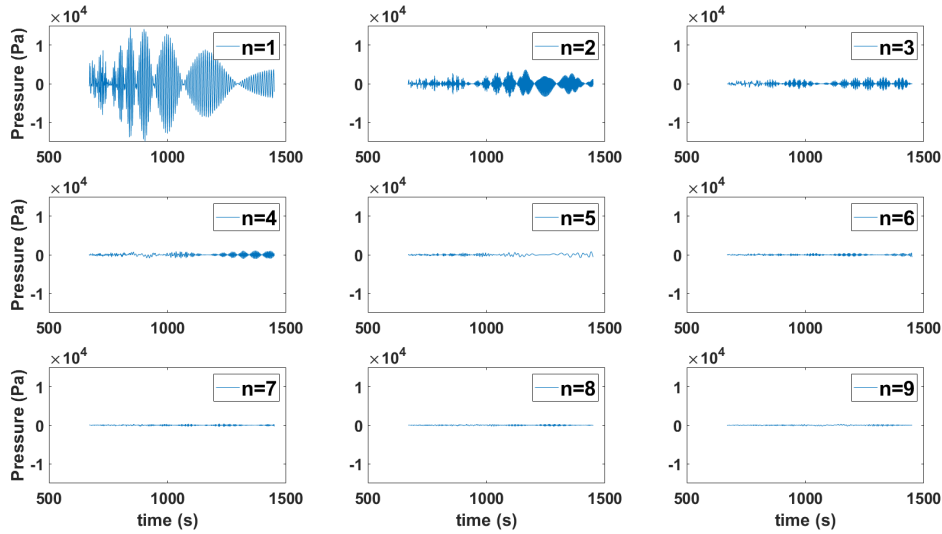 ×10⁴ ×10⁴ ×10⁴
Pressure (Pa) 1 0 -1 n=1 1 0 -1 n=2 1 0 -1 n=3
500 1000 1500 500 1000 1500 500 1000 1500
×10⁴ ×10⁴ ×10⁴
Pressure (Pa) 1 0 -1 n=4 1 0 -1 n=5 1 0 -1 n=6
500 1000 1500 500 1000 1500 500 1000 1500
×10⁴ ×10⁴ ×10⁴
Pressure (Pa) 1 0 -1 n=7 1 0 -1 n=8 1 0 -1 n=9
500 1000 1500 500 1000 1500 500 1000 1500
time (s) time (s) time (s)